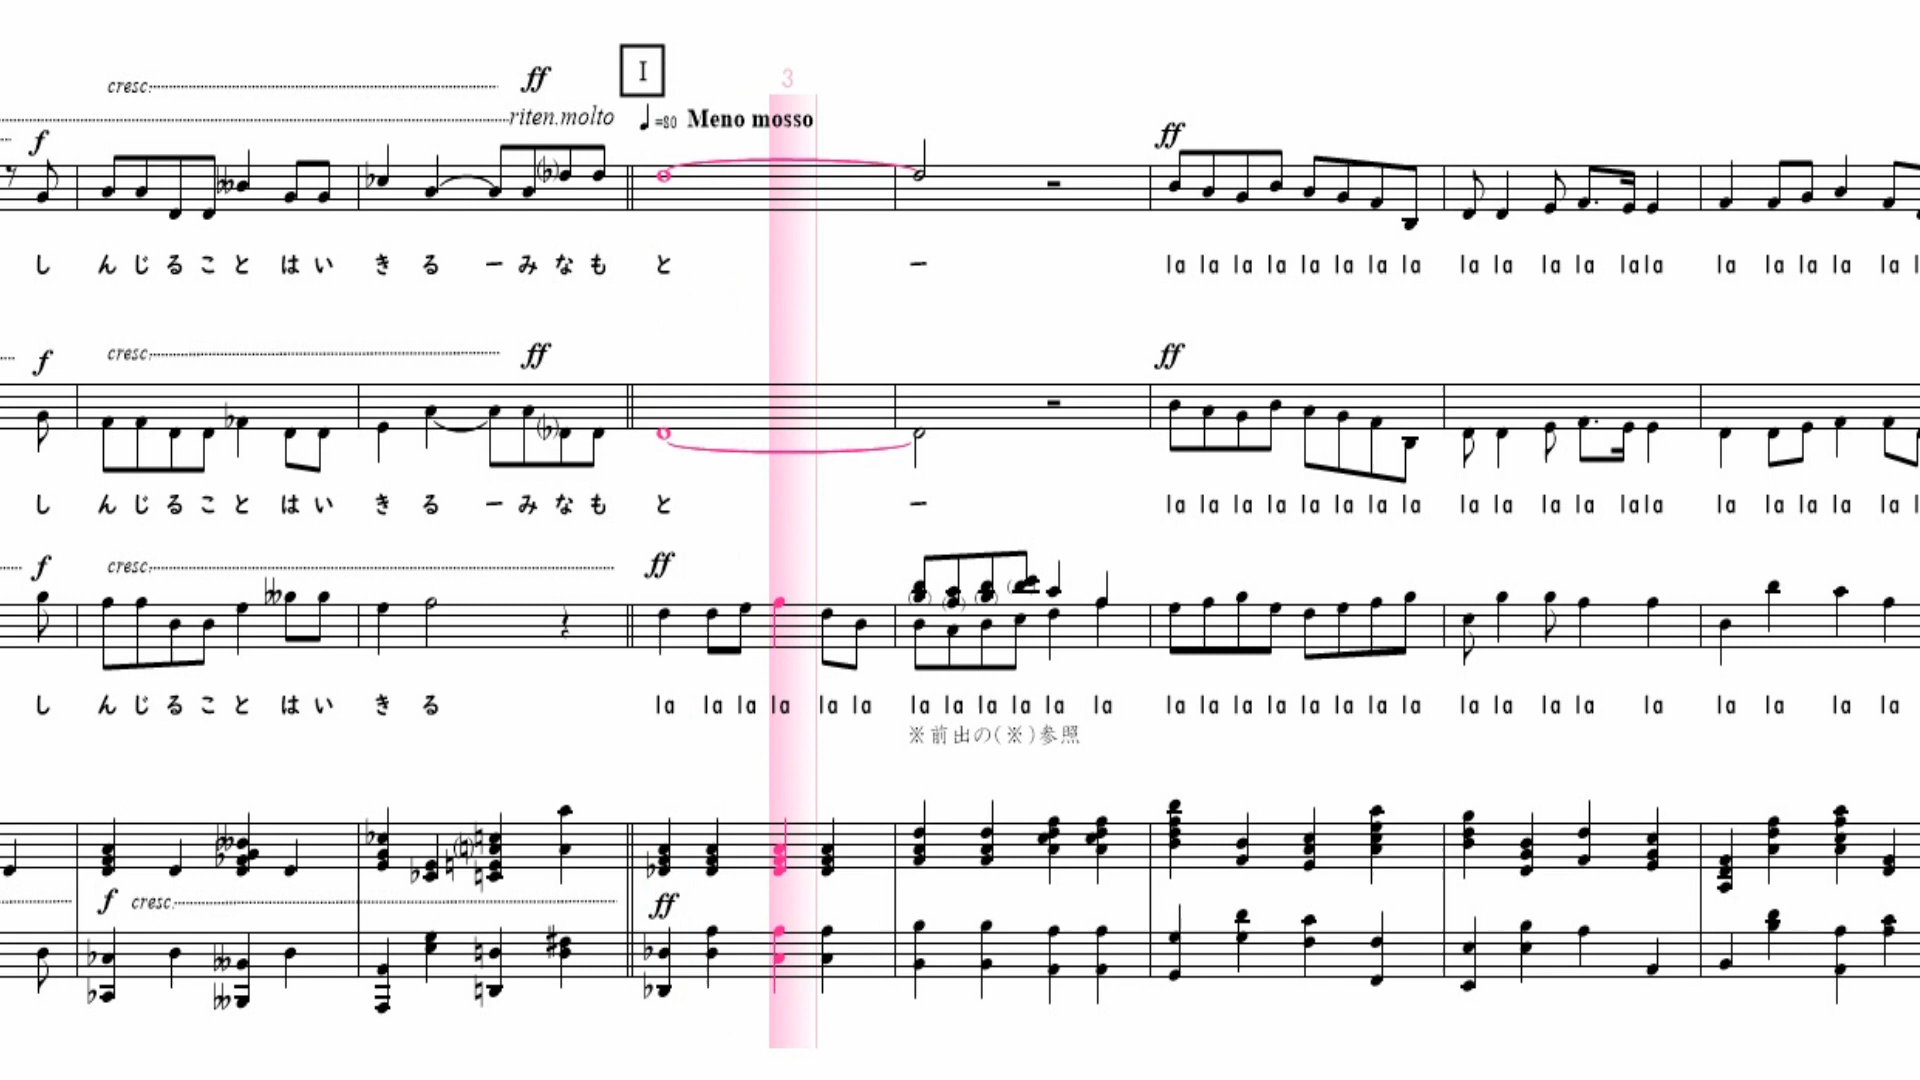 cresc. ff I 3
riten.molto ♩=80 Meno mosso
f ff
し ん じ る こ と は い き る ー み な も と ー la la la la la la la la la la la la la la la la la la la l
f cresc. ff ff
し ん じ る こ と は い き る ー み な も と ー la la la la la la la la la la la la la la la la la la la l
f cresc. ff
し ん じ る こ と は い き る la la la la la la la la la la la la la la la la la la la la la la la la la la la la la
※前出の(※)参照
f cresc. ff